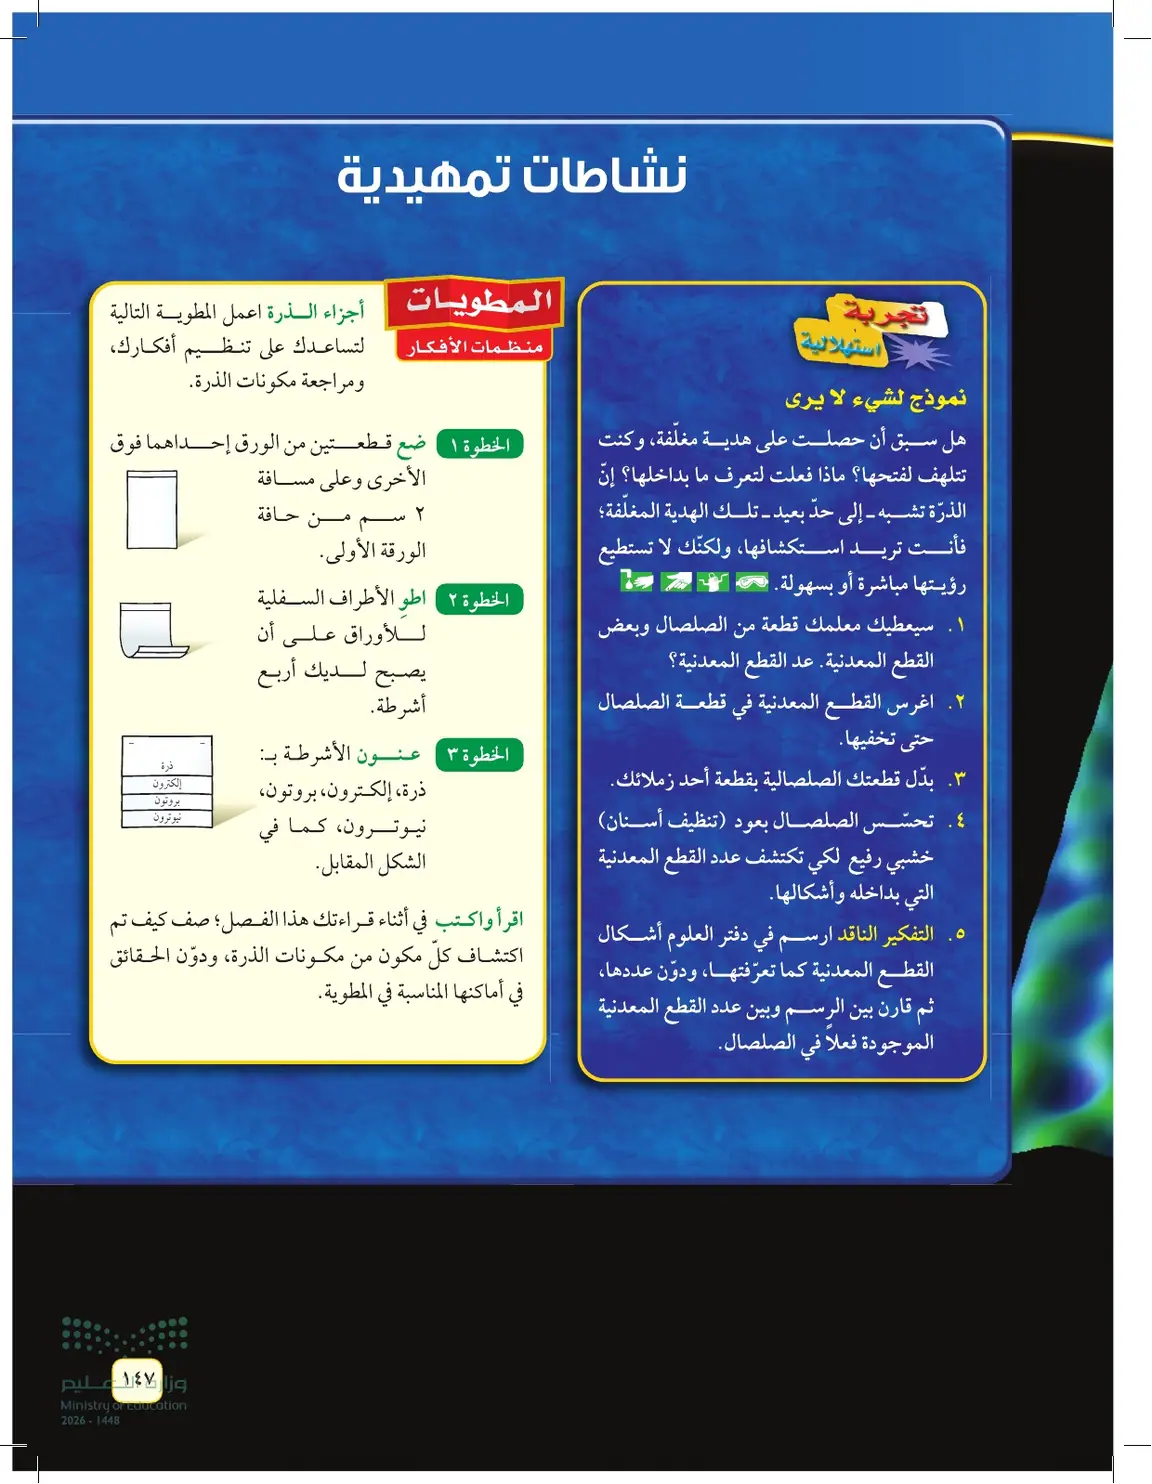 نشاطات تمهيدية
تجربة
استهلالية
نموذج لشيء لا يرى
هل سبق أن حصلت على هدية مغلّفة، وكنت
تتلهف لفتحها؟ ماذا فعلت لتعرف ما بداخلها؟ إنّ
الذرّة تشبه ـ إلى حدّ بعيد ـ تلك الهدية المغلّفة؛
فأنت تريد استكشافها، ولكنّك لا تستطيع
رؤيتها مباشرة أو بسهولة.
١. سيعطيك معلمك قطعة من الصلصال وبعض
القطع المعدنية. عد القطع المعدنية؟
٢. اغرس القطع المعدنية في قطعة الصلصال
حتى تخفيها.
٣. بدّل قطعتك الصلصالية بقطعة أحد زملائك.
٤. تحسّس الصلصال بعود (تنظيف أسنان)
خشبي رفيع لكي تكتشف عدد القطع المعدنية
التي بداخله وأشكالها.
٥. التفكير الناقد ارسم في دفتر العلوم أشكال
القطع المعدنية كما تعرّفتها، ودوّن عددها،
ثم قارن بين الرسم وبين عدد القطع المعدنية
الموجودة فعلاً في الصلصال.
المطويات
منظمات الأفكار
أجزاء الذرة اعمل المطوية التالية
لتساعدك على تنظيم أفكارك،
ومراجعة مكونات الذرة.
الخطوة ١ ضع قطعتين من الورق إحداهما فوق
الأخرى وعلى مسافة
٢ سم من حافة
الورقة الأولى.
الخطوة ٢ اطوِ الأطراف السفلية
للأوراق على أن
يصبح لديك أربع
أشرطة.
الخطوة ٣ عنون الأشرطة بـ:
ذرة، إلكترون، بروتون،
نيوترون، كما في
الشكل المقابل.
ذرة
إلكترون
بروتون
نيوترون
اقرأ واكتب في أثناء قراءتك هذا الفصل؛ صف كيف تم
اكتشاف كلّ مكون من مكونات الذرة، ودوّن الحقائق
في أماكنها المناسبة في المطوية.
وزارة التعليم
١٤٧
Ministry of Education
2026 - 1448